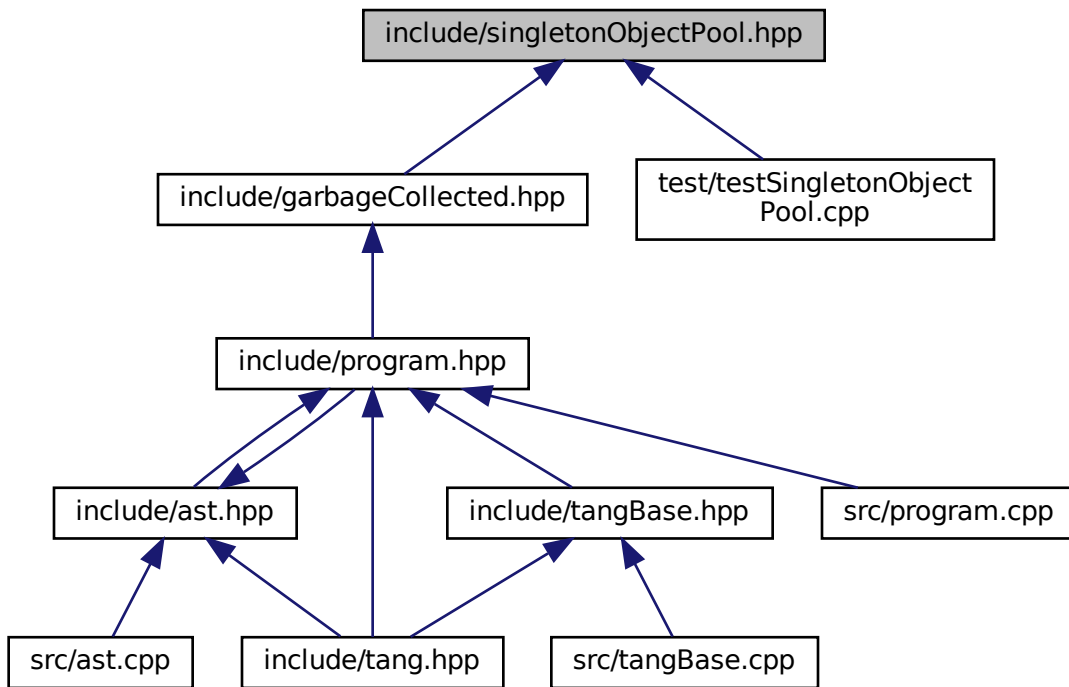 include/singletonObjectPool.hpp
include/garbageCollected.hpp
test/testSingletonObject
Pool.cpp
include/program.hpp
include/ast.hpp
include/tangBase.hpp
src/program.cpp
src/ast.cpp
include/tang.hpp
src/tangBase.cpp